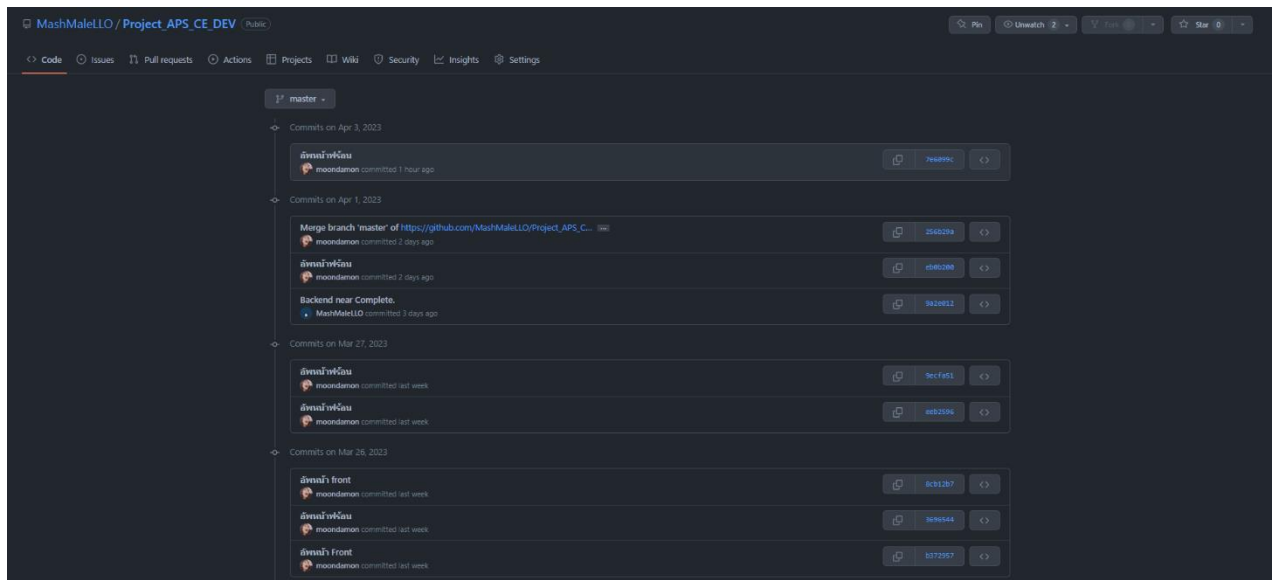 MashMaleLLO / Project_APS_CE_DEV Public
Pin
Unwatch 2
Star 0
Code Issues Pull requests Actions Projects Wiki Security Insights Settings
master
Commits on Apr 3, 2023
อัพหน้าฟร้อน
moondamon committed 1 hour ago
7e6099c
Commits on Apr 1, 2023
Merge branch 'master' of https://github.com/MashMaleLLO/Project_APS_C... ...
moondamon committed 2 days ago
256b29a
อัพหน้าฟร้อน
moondamon committed 2 days ago
eb0b200
Backend near Complete.
MashMaleLLO committed 3 days ago
9a2e012
Commits on Mar 27, 2023
อัพหน้าฟร้อน
moondamon committed last week
9ecfa51
อัพหน้าฟร้อน
moondamon committed last week
eeb2506
Commits on Mar 26, 2023
อัพหน้า front
moondamon committed last week
8cb12b7
อัพหน้าฟร้อน
moondamon committed last week
3696544
อัพหน้า Front
moondamon committed last week
b372957